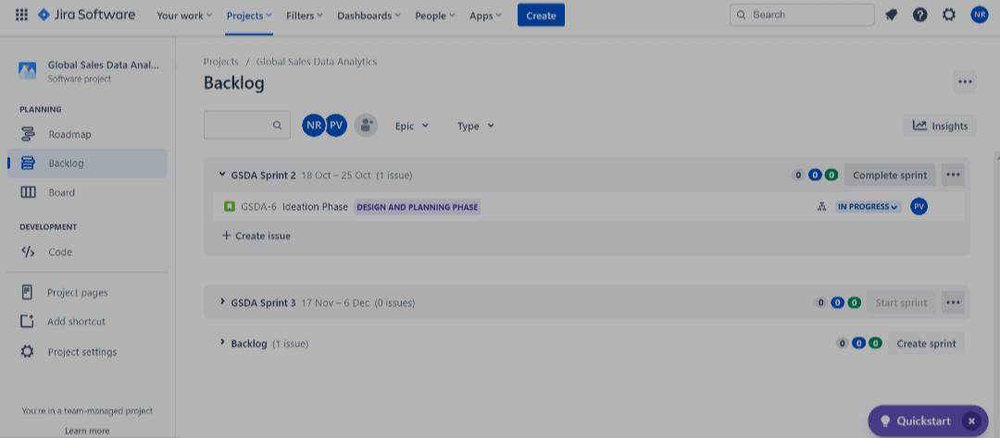 Jira Software Your work Projects Filters Dashboards People Apps Create Search NR
Global Sales Data Anal...
Software project
PLANNING
Roadmap
Backlog
Board
DEVELOPMENT
Code
Project pages
Add shortcut
Project settings
You're in a team-managed project
Learn more
Projects / Global Sales Data Analytics
Backlog
NR PV Epic Type Insights
GSDA Sprint 2 18 Oct – 25 Oct (1 issue) 0 0 0 Complete sprint
GSDA-6 Ideation Phase DESIGN AND PLANNING PHASE IN PROGRESS PV
+ Create issue
GSDA Sprint 3 17 Nov – 6 Dec (0 issues) 0 0 0 Start sprint
Backlog (1 issue) 0 0 0 Create sprint
Quickstart